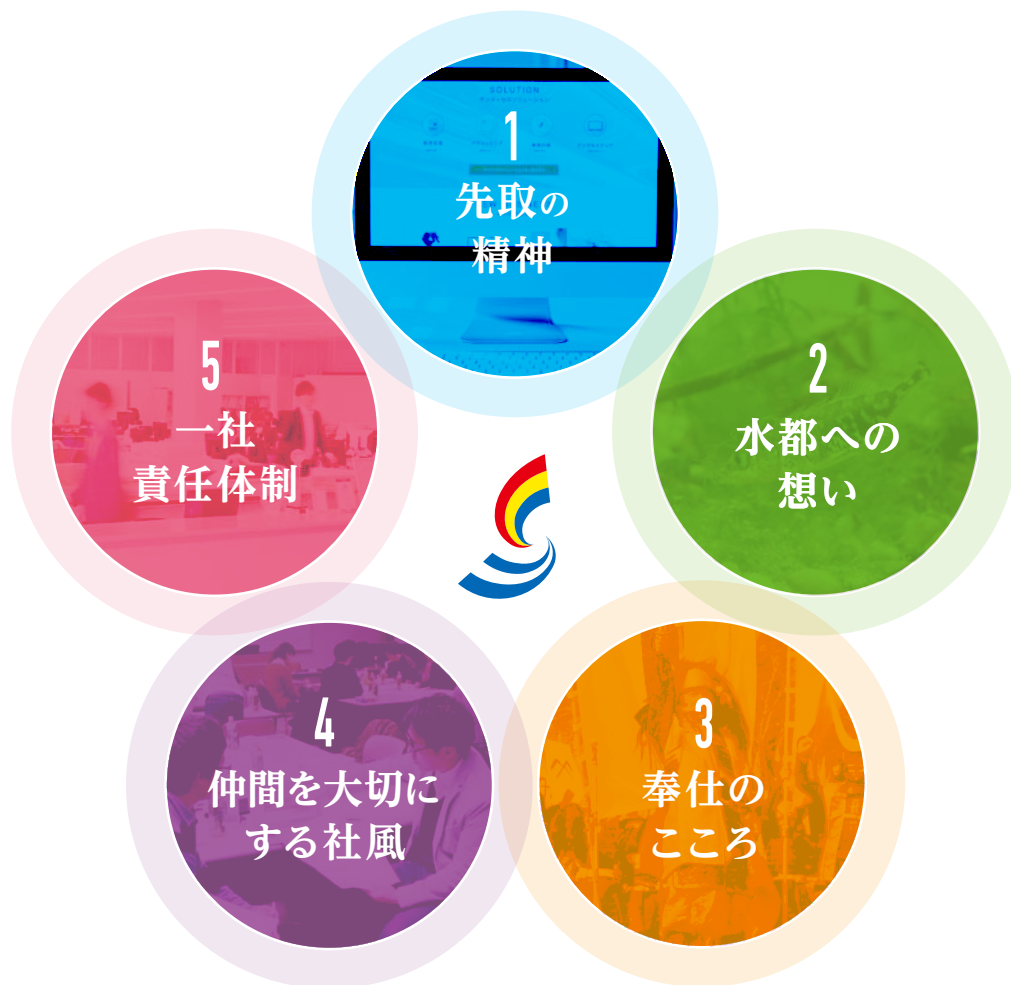 SOLUTION
1
先取の
精神
2
水都への
想い
3
奉仕の
こころ
4
仲間を大切に
する社風
5
一社
責任体制